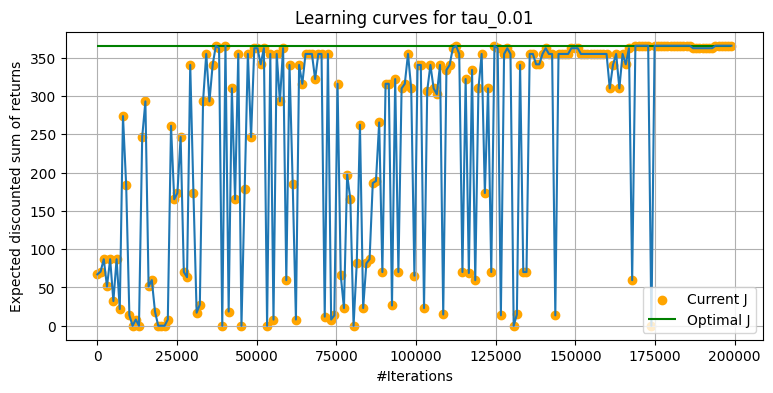 Learning curves for tau_0.01
Expected discounted sum of returns
350
300
250
200
150
100
50
0
Current J
Optimal J
0 25000 50000 75000 100000 125000 150000 175000 200000
#Iterations